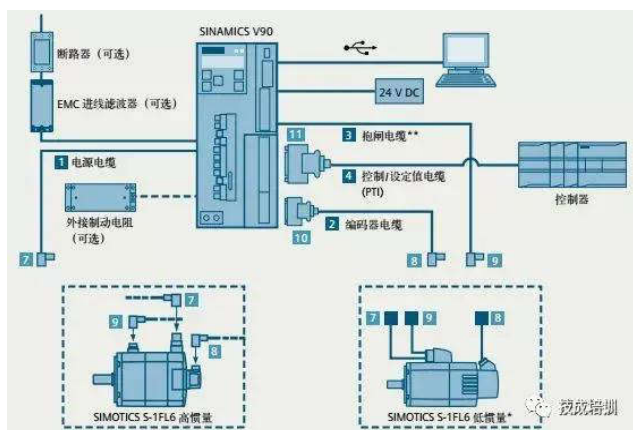 SINAMICS V90
断路器（可选）
EMC 进线滤波器（可选）
24 V DC
11
3 抱闸电缆**
1 电源电缆
4 控制/设定值电缆
(PTI)
控制器
外接制动电阻
（可选）
2 编码器电缆
10
7
8
9
7
9
8
7
9
8
SIMOTICS S-1FL6 高惯量
SIMOTICS S-1FL6 低惯量*
技成培训